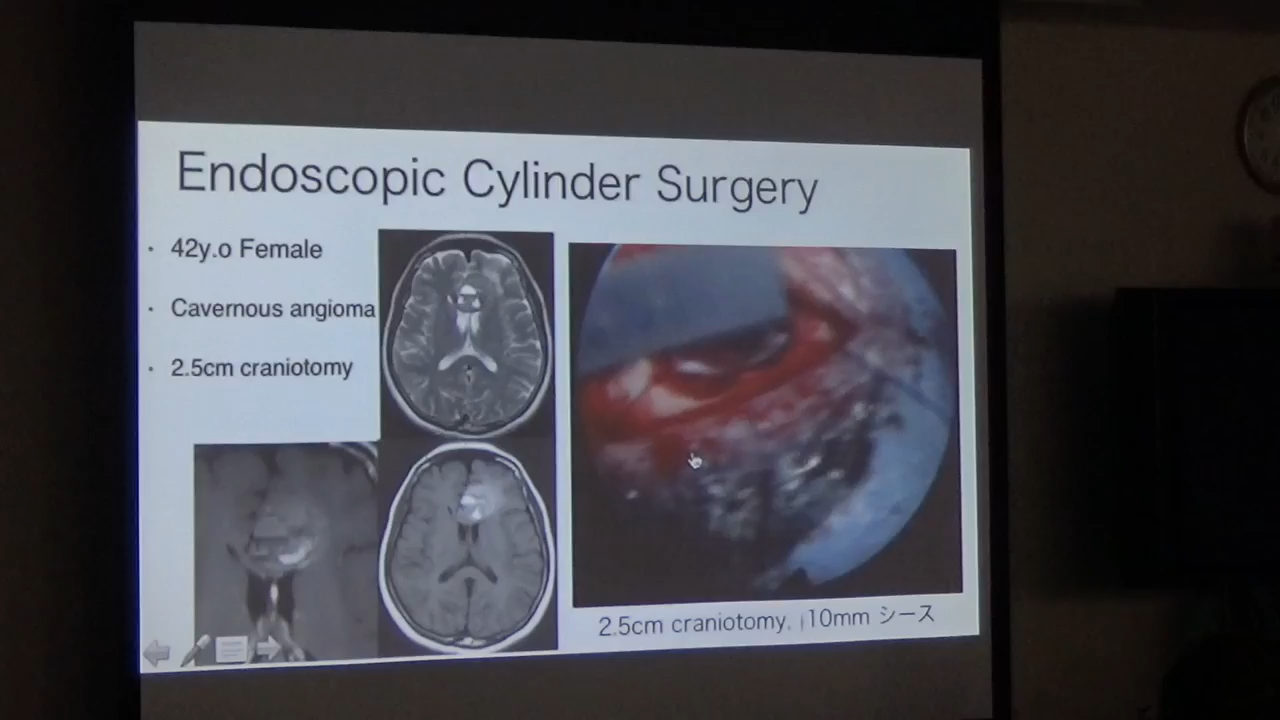 Endoscopic Cylinder Surgery
• 42y.o Female
• Cavernous angioma
• 2.5cm craniotomy
2.5cm craniotomy. 10mm シース